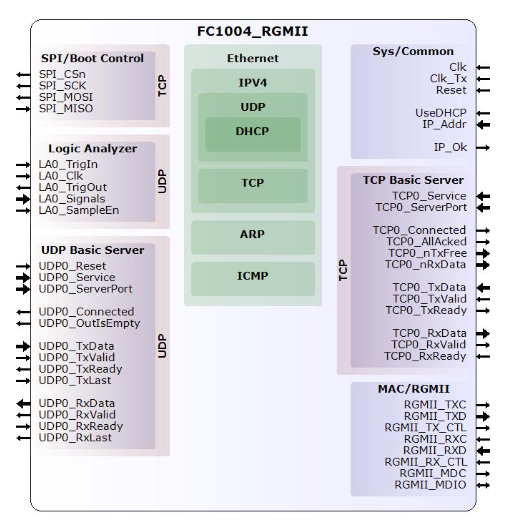 FC1004_RGMII
SPI/Boot Control
SPI_CSn
SPI_SCK
SPI_MOSI
SPI_MISO
TCP
Logic Analyzer
LA0_TrigIn
LA0_Clk
LA0_TrigOut
LA0_Signals
LA0_SampleEn
UDP
UDP Basic Server
UDP0_Reset
UDP0_Service
UDP0_ServerPort
UDP0_Connected
UDP0_OutIsEmpty
UDP0_TxData
UDP0_TxValid
UDP0_TxReady
UDP0_TxLast
UDP0_RxData
UDP0_RxValid
UDP0_RxReady
UDP0_RxLast
UDP
Ethernet
IPV4
UDP
DHCP
TCP
ARP
ICMP
Sys/Common
Clk
Clk_Tx
Reset
UseDHCP
IP_Addr
IP_Ok
TCP Basic Server
TCP0_Service
TCP0_ServerPort
TCP0_Connected
TCP0_AllAcked
TCP0_nTxFree
TCP0_nRxData
TCP0_TxData
TCP0_TxValid
TCP0_TxReady
TCP0_RxData
TCP0_RxValid
TCP0_RxReady
TCP
MAC/RGMII
RGMII_TXC
RGMII_TXD
RGMII_TX_CTL
RGMII_RXC
RGMII_RXD
RGMII_RX_CTL
RGMII_MDC
RGMII_MDIO